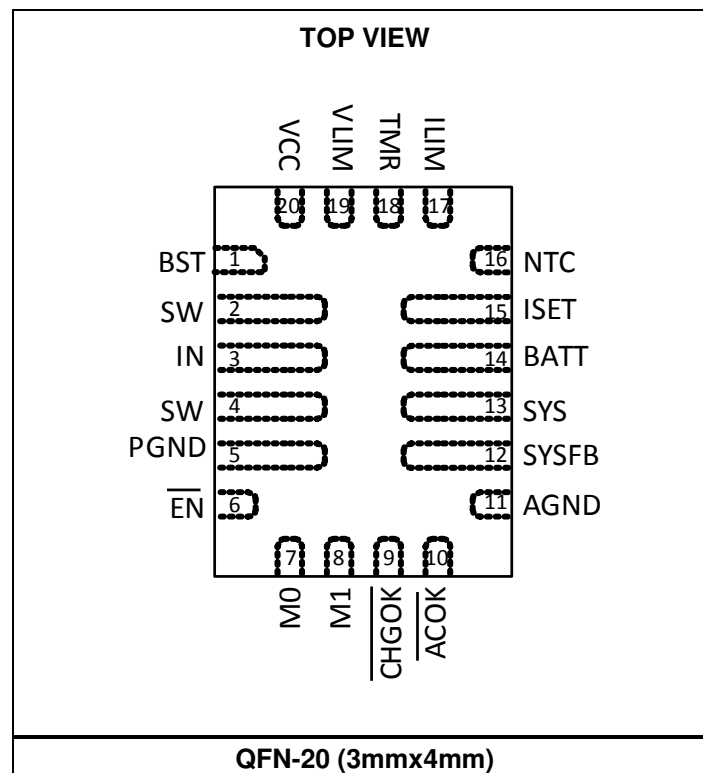 TOP VIEW
VCC
VLIM
TMR
ILIM
20
19
18
17
BST 1
16 NTC
SW 2
15 ISET
IN 3
14 BATT
SW 4
13 SYS
PGND 5
12 SYSFB
EN 6
11 AGND
7
8
9
10
M0
M1
CHGOK
ACOK
QFN-20 (3mmx4mm)